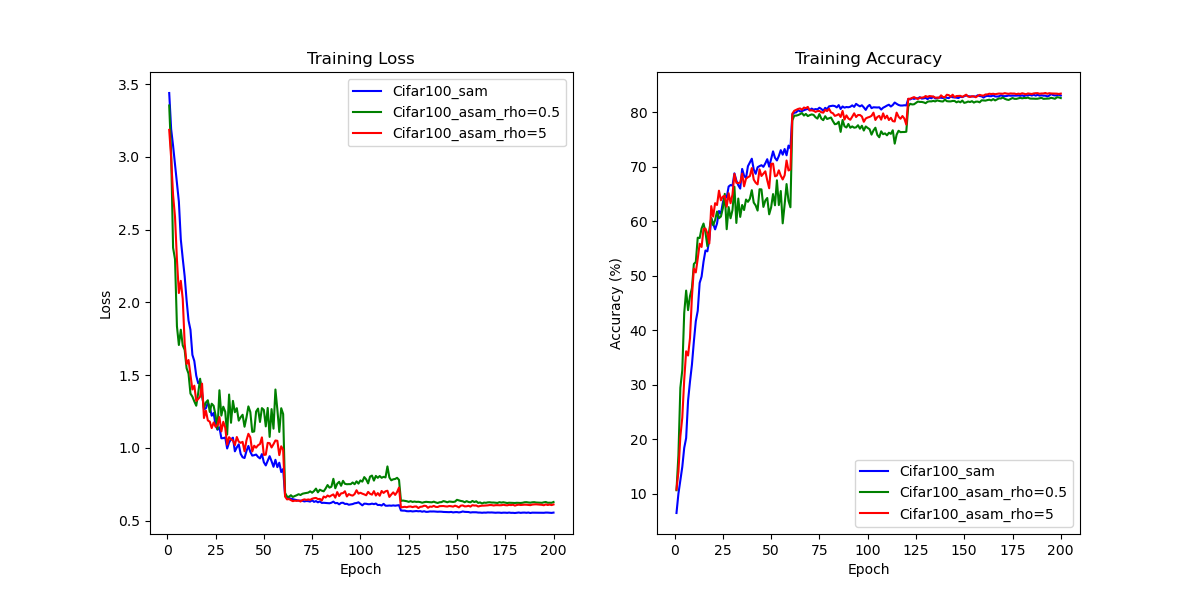 Training Loss
3.5
3.0
2.5
2.0
1.5
1.0
0.5
Loss
0
25
50
75
100
125
150
175
200
Epoch
Cifar100_sam
Cifar100_asam_rho=0.5
Cifar100_asam_rho=5
Training Accuracy
80
70
60
50
40
30
20
10
Accuracy (%)
0
25
50
75
100
125
150
175
200
Epoch
Cifar100_sam
Cifar100_asam_rho=0.5
Cifar100_asam_rho=5